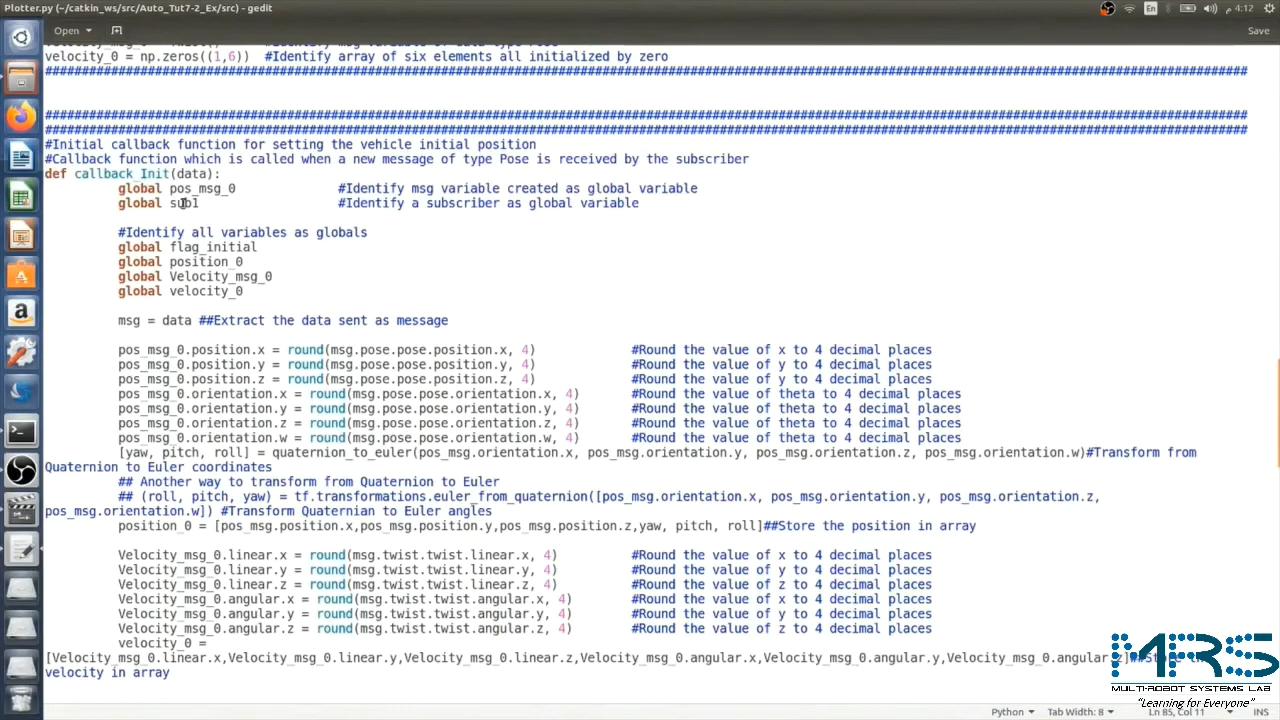 Plotter.py (~/catkin_ws/src/Auto_Tut7-2_Ex/src) - gedit
En
4:12 م
Open
Save
velocity_0 = np.zeros((1,6))  #Identify array of six elements all initialized by zero
#Initial callback function for setting the vehicle initial position
#Callback function which is called when a new message of type Pose is received by the subscriber
def callback_Init(data):
global pos_msg_0 #Identify msg variable created as global variable
global sub1 #Identify a subscriber as global variable
#Identify all variables as globals
global flag_initial
global position_0
global Velocity_msg_0
global velocity_0
msg = data ##Extract the data sent as message
pos_msg_0.position.x = round(msg.pose.pose.position.x, 4) #Round the value of x to 4 decimal places
pos_msg_0.position.y = round(msg.pose.pose.position.y, 4) #Round the value of y to 4 decimal places
pos_msg_0.position.z = round(msg.pose.pose.position.z, 4) #Round the value of y to 4 decimal places
pos_msg_0.orientation.x = round(msg.pose.pose.orientation.x, 4) #Round the value of theta to 4 decimal places
pos_msg_0.orientation.y = round(msg.pose.pose.orientation.y, 4) #Round the value of theta to 4 decimal places
pos_msg_0.orientation.z = round(msg.pose.pose.orientation.z, 4) #Round the value of theta to 4 decimal places
pos_msg_0.orientation.w = round(msg.pose.pose.orientation.w, 4) #Round the value of theta to 4 decimal places
[yaw, pitch, roll] = quaternion_to_euler(pos_msg_0.orientation.x, pos_msg_0.orientation.y, pos_msg_0.orientation.z, pos_msg_0.orientation.w)#Transform from
Quaternion to Euler coordinates
## Another way to transform from Quaternion to Euler
## (roll, pitch, yaw) = tf.transformations.euler_from_quaternion([pos_msg.orientation.x, pos_msg.orientation.y, pos_msg.orientation.z,
pos_msg.orientation.w]) #Transform Quaternian to Euler angles
position_0 = [pos_msg.position.x,pos_msg.position.y,pos_msg.position.z,yaw, pitch, roll]##Store the position in array
Velocity_msg_0.linear.x = round(msg.twist.twist.linear.x, 4) #Round the value of x to 4 decimal places
Velocity_msg_0.linear.y = round(msg.twist.twist.linear.y, 4) #Round the value of y to 4 decimal places
Velocity_msg_0.linear.z = round(msg.twist.twist.linear.z, 4) #Round the value of z to 4 decimal places
Velocity_msg_0.angular.x = round(msg.twist.twist.angular.x, 4) #Round the value of x to 4 decimal places
Velocity_msg_0.angular.y = round(msg.twist.twist.angular.y, 4) #Round the value of y to 4 decimal places
Velocity_msg_0.angular.z = round(msg.twist.twist.angular.z, 4) #Round the value of z to 4 decimal places
velocity_0 =
[Velocity_msg_0.linear.x,Velocity_msg_0.linear.y,Velocity_msg_0.linear.z,Velocity_msg_0.angular.x,Velocity_msg_0.angular.y,Velocity_msg_0.angular.z]##Store
velocity in array
MRS
MULTI-ROBOT SYSTEMS LAB
"Learning for Everyone"
Python Tab Width: 8 Ln 85, Col 11 INS